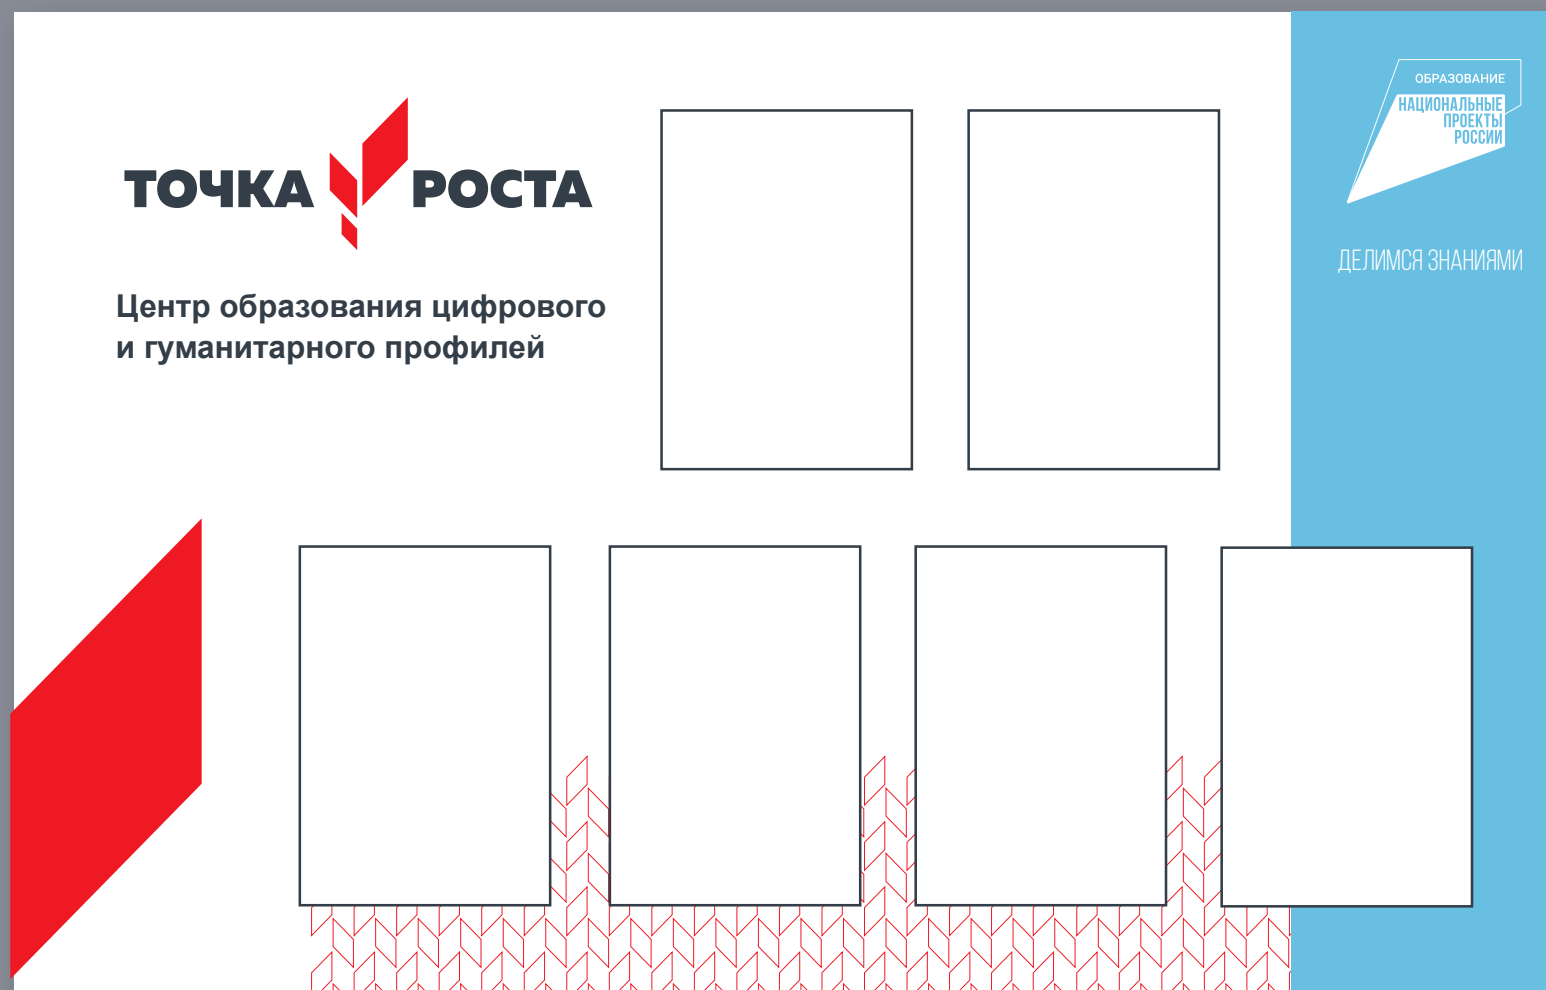 ТОЧКА РОСТА
Центр образования цифрового
и гуманитарного профилей
ОБРАЗОВАНИЕ
НАЦИОНАЛЬНЫЕ
ПРОЕКТЫ
РОССИИ
ДЕЛИМСЯ ЗНАНИЯМИ